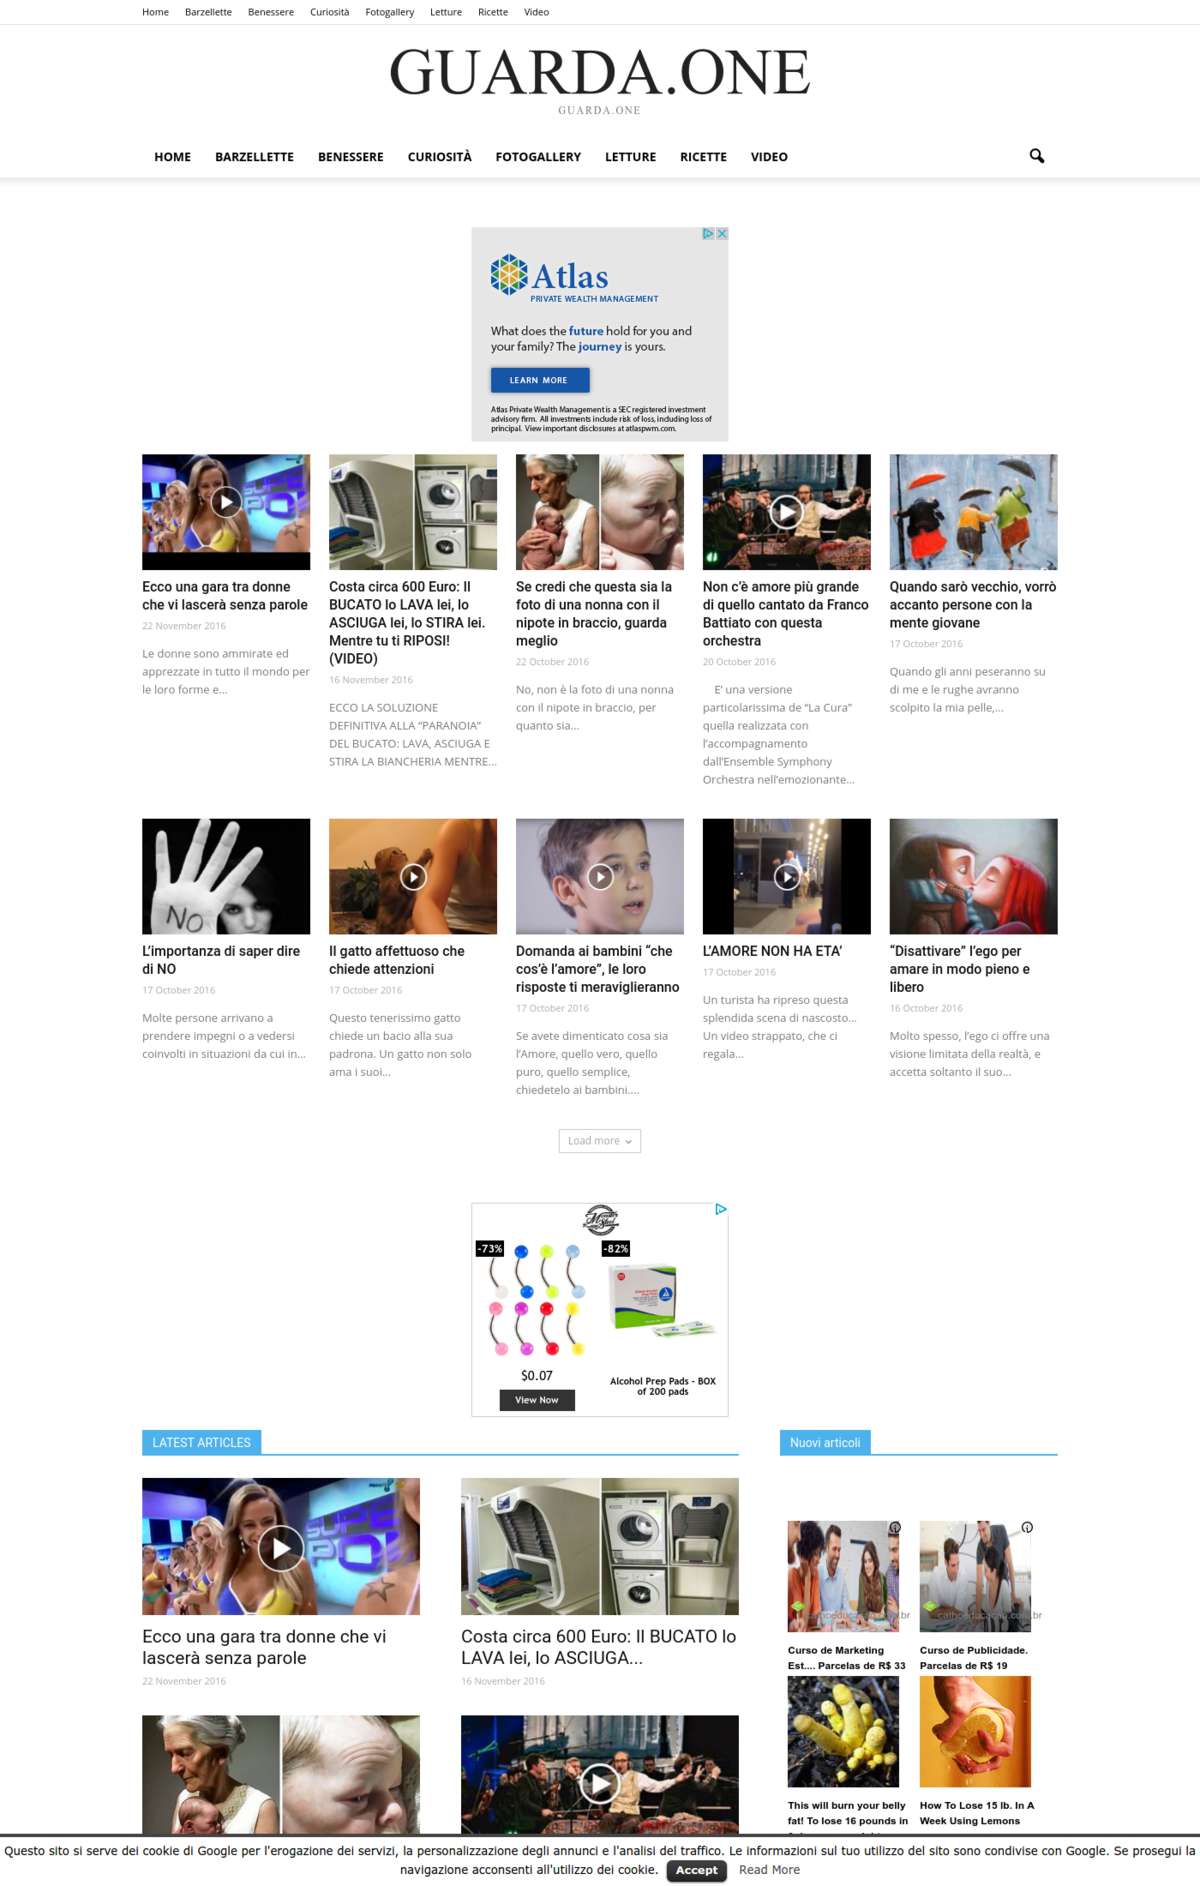 Home Barzellette Benessere Curiosità Fotogallery Letture Ricette Video
GUARDA.ONE
GUARDA.ONE
HOME BARZELLETTE BENESSERE CURIOSITÀ FOTOGALLERY LETTURE RICETTE VIDEO
Atlas
PRIVATE WEALTH MANAGEMENT
What does the future hold for you and
your family? The journey is yours.
LEARN MORE
Atlas Private Wealth Management is a SEC registered investment
advisory firm. All investments include risk of loss, including loss of
principal. View important disclosures at atlaspwm.com.
Ecco una gara tra donne
che vi lascerà senza parole
22 November 2016
Le donne sono ammirate ed
apprezzate in tutto il mondo per
le loro forme e...
Costa circa 600 Euro: Il
BUCATO lo LAVA lei, lo
ASCIUGA lei, lo STIRA lei.
Mentre tu ti RIPOSI!
(VIDEO)
16 November 2016
ECCO LA SOLUZIONE
DEFINITIVA ALLA “PARANOIA”
DEL BUCATO: LAVA, ASCIUGA E
STIRA LA BIANCHERIA MENTRE...
Se credi che questa sia la
foto di una nonna con il
nipote in braccio, guarda
meglio
22 October 2016
No, non è la foto di una nonna
con il nipote in braccio, per
quanto sia...
Non c’è amore più grande
di quello cantato da Franco
Battiato con questa
orchestra
20 October 2016
E’ una versione
particolarissima de “La Cura”
quella realizzata con
l’accompagnamento
dall’Ensemble Symphony
Orchestra nell’emozionante...
Quando sarò vecchio, vorrò
accanto persone con la
mente giovane
17 October 2016
Quando gli anni peseranno su
di me e le rughe avranno
scolpito la mia pelle,...
NO
L’importanza di saper dire
di NO
17 October 2016
Molte persone arrivano a
prendere impegni o a vedersi
coinvolti in situazioni da cui in...
Il gatto affettuoso che
chiede attenzioni
17 October 2016
Questo tenerissimo gatto
chiede un bacio alla sua
padrona. Un gatto non solo
ama i suoi...
Domanda ai bambini “che
cos’è l’amore”, le loro
risposte ti meraviglieranno
17 October 2016
Se avete dimenticato cosa sia
l’Amore, quello vero, quello
puro, quello semplice,
chiedetelo ai bambini....
L’AMORE NON HA ETA’
17 October 2016
Un turista ha ripreso questa
splendida scena di nascosto...
Un video strappato, che ci
regala...
“Disattivare” l’ego per
amare in modo pieno e
libero
16 October 2016
Molto spesso, l’ego ci offre una
visione limitata della realtà, e
accetta soltanto il suo...
Load more
-73%
-82%
$0.07
View Now
Alcohol Prep Pads - BOX
of 200 pads
LATEST ARTICLES
Ecco una gara tra donne che vi
lascerà senza parole
22 November 2016
Costa circa 600 Euro: Il BUCATO lo
LAVA lei, lo ASCIUGA...
16 November 2016
Nuovi articoli
Curso de Marketing
Est.... Parcelas de R$ 33
Curso de Publicidade.
Parcelas de R$ 19
This will burn your belly
fat! To lose 16 pounds in
How To Lose 15 lb. In A
Week Using Lemons
Questo sito si serve dei cookie di Google per l'erogazione dei servizi, la personalizzazione degli annunci e l'analisi del traffico. Le informazioni sul tuo utilizzo del sito sono condivise con Google. Se prosegui la
navigazione acconsenti all'utilizzo dei cookie. Accept Read More